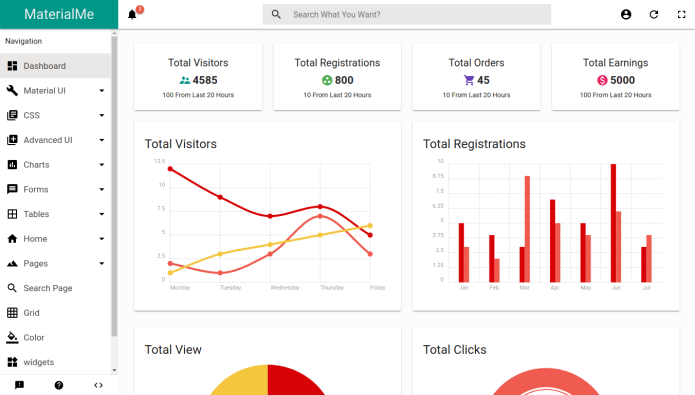 MaterialMe
Search What You Want?
Navigation
Dashboard
Material UI
CSS
Advanced UI
Charts
Forms
Tables
Home
Pages
Search Page
Grid
Color
widgets
Total Visitors
4585
100 From Last 20 Hours
Total Registrations
800
10 From Last 20 Hours
Total Orders
45
10 From Last 20 Hours
Total Earnings
5000
100 From Last 20 Hours
Total Visitors
12.5
10
7.5
5
2.5
0
Monday Tuesday Wednesday Thursday Friday
Total Registrations
10
8.75
7.5
6.25
5
3.75
2.5
1.25
0
Jan Feb Mar Apr May Jun Jul
Total View
Total Clicks